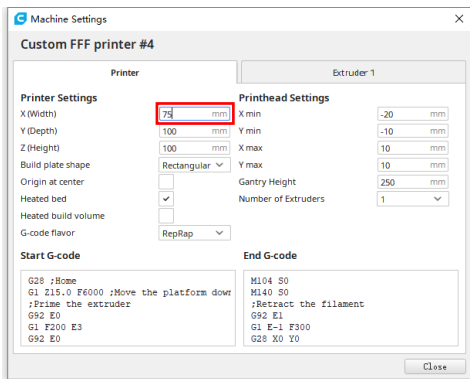 Machine Settings
Custom FFF printer #4
Printer
Extruder 1
Printer Settings
X (Width) 75 mm
Y (Depth) 100 mm
Z (Height) 100 mm
Build plate shape Rectangular
Origin at center
Heated bed
Heated build volume
G-code flavor RepRap
Printhead Settings
X min -20 mm
Y min -10 mm
X max 10 mm
Y max 10 mm
Gantry Height 250 mm
Number of Extruders 1
Start G-code
G28 ;Home
G1 Z15.0 F6000 ;Move the platform down
;Prime the extruder
G92 E0
G1 F200 E3
G92 E0
End G-code
M104 S0
M140 S0
;Retract the filament
G92 E1
G1 E-1 F300
G28 X0 Y0
Close